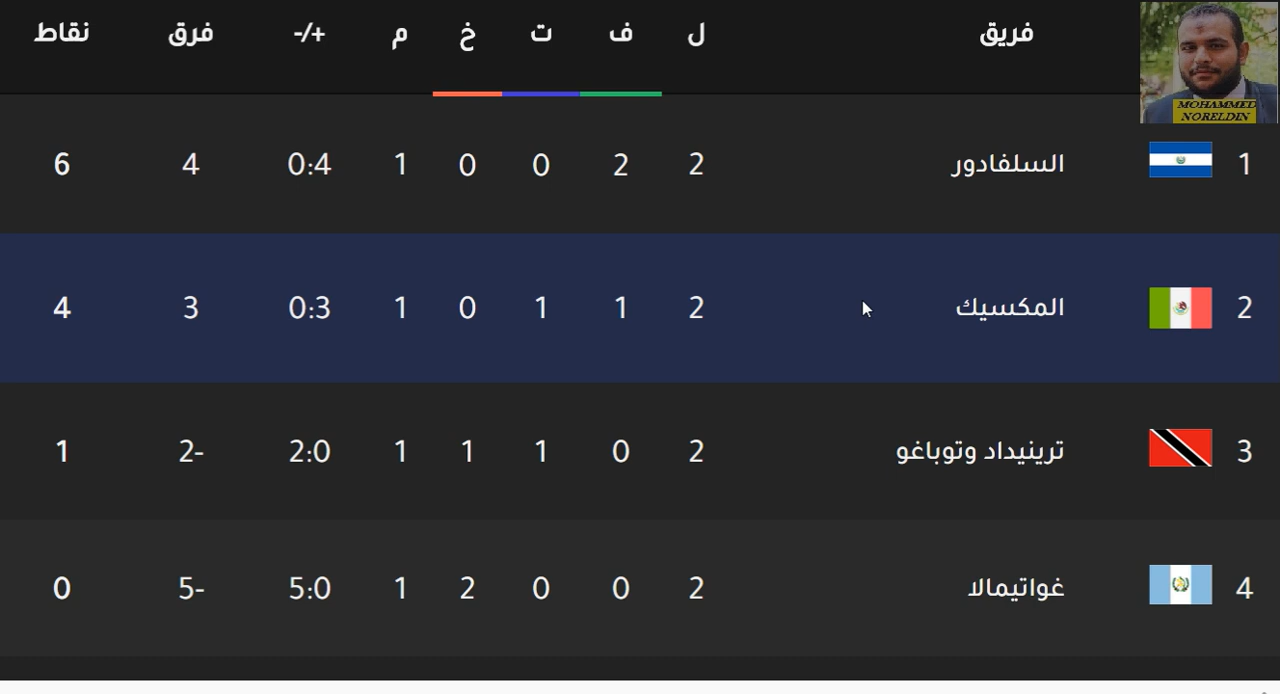 فريق ل ف ت خ م +/- فرق نقاط
MOHAMMED
NORELDIN
1 السلفادور 2 2 0 0 1 0:4 4 6
2 المكسيك 2 1 1 0 1 0:3 3 4
3 ترينيداد وتوباغو 2 0 1 1 1 2:0 2- 1
4 غواتيمالا 2 0 0 2 1 5:0 5- 0